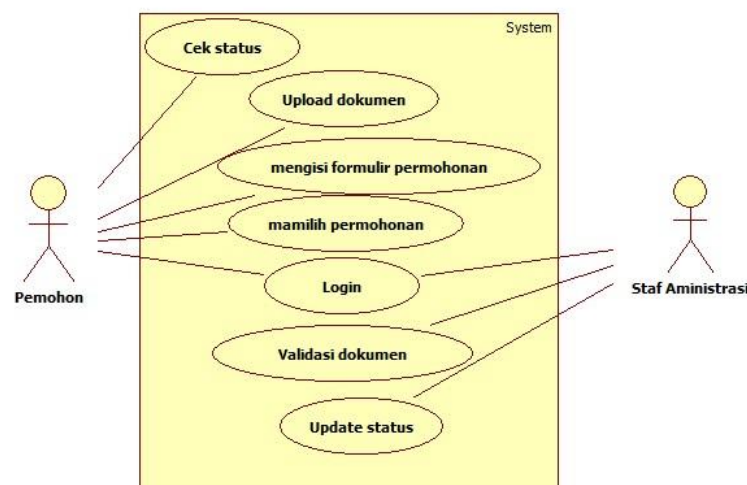 System
Cek status
Upload dokumen
mengisi formulir permohonan
mamilih permohonan
Login
Validasi dokumen
Update status
Pemohon
Staf Aministrasi